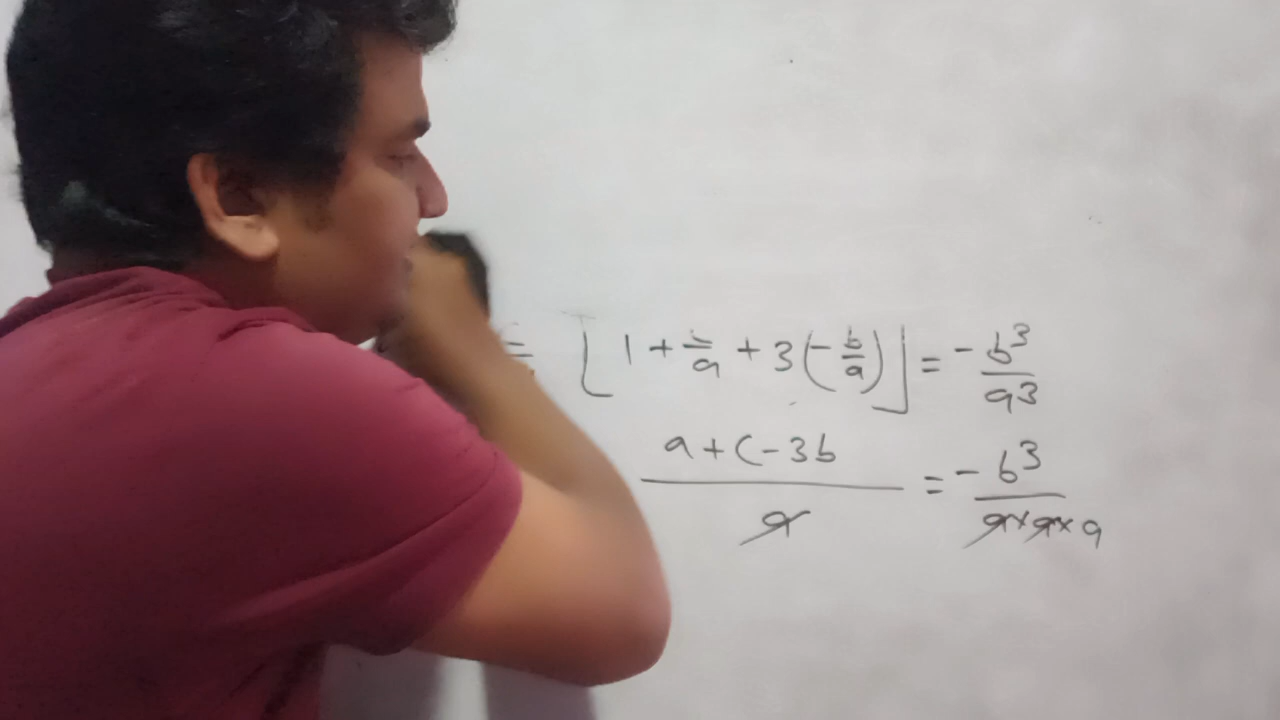 = [1 + c/a + 3(-b/a)] = -b³/a³
a + c - 3b / a = -b³ / a×a×a